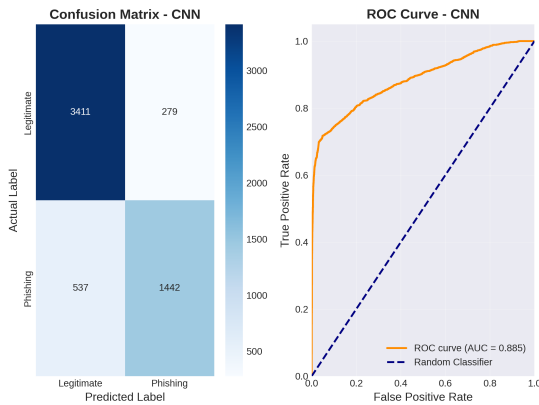 Confusion Matrix - CNN
Actual Label
Legitimate
Phishing
3411
279
537
1442
Legitimate
Phishing
Predicted Label
3000
2500
2000
1500
1000
500
ROC Curve - CNN
True Positive Rate
1.0
0.8
0.6
0.4
0.2
0.0
0.0
0.2
0.4
0.6
0.8
1.0
False Positive Rate
ROC curve (AUC = 0.885)
Random Classifier